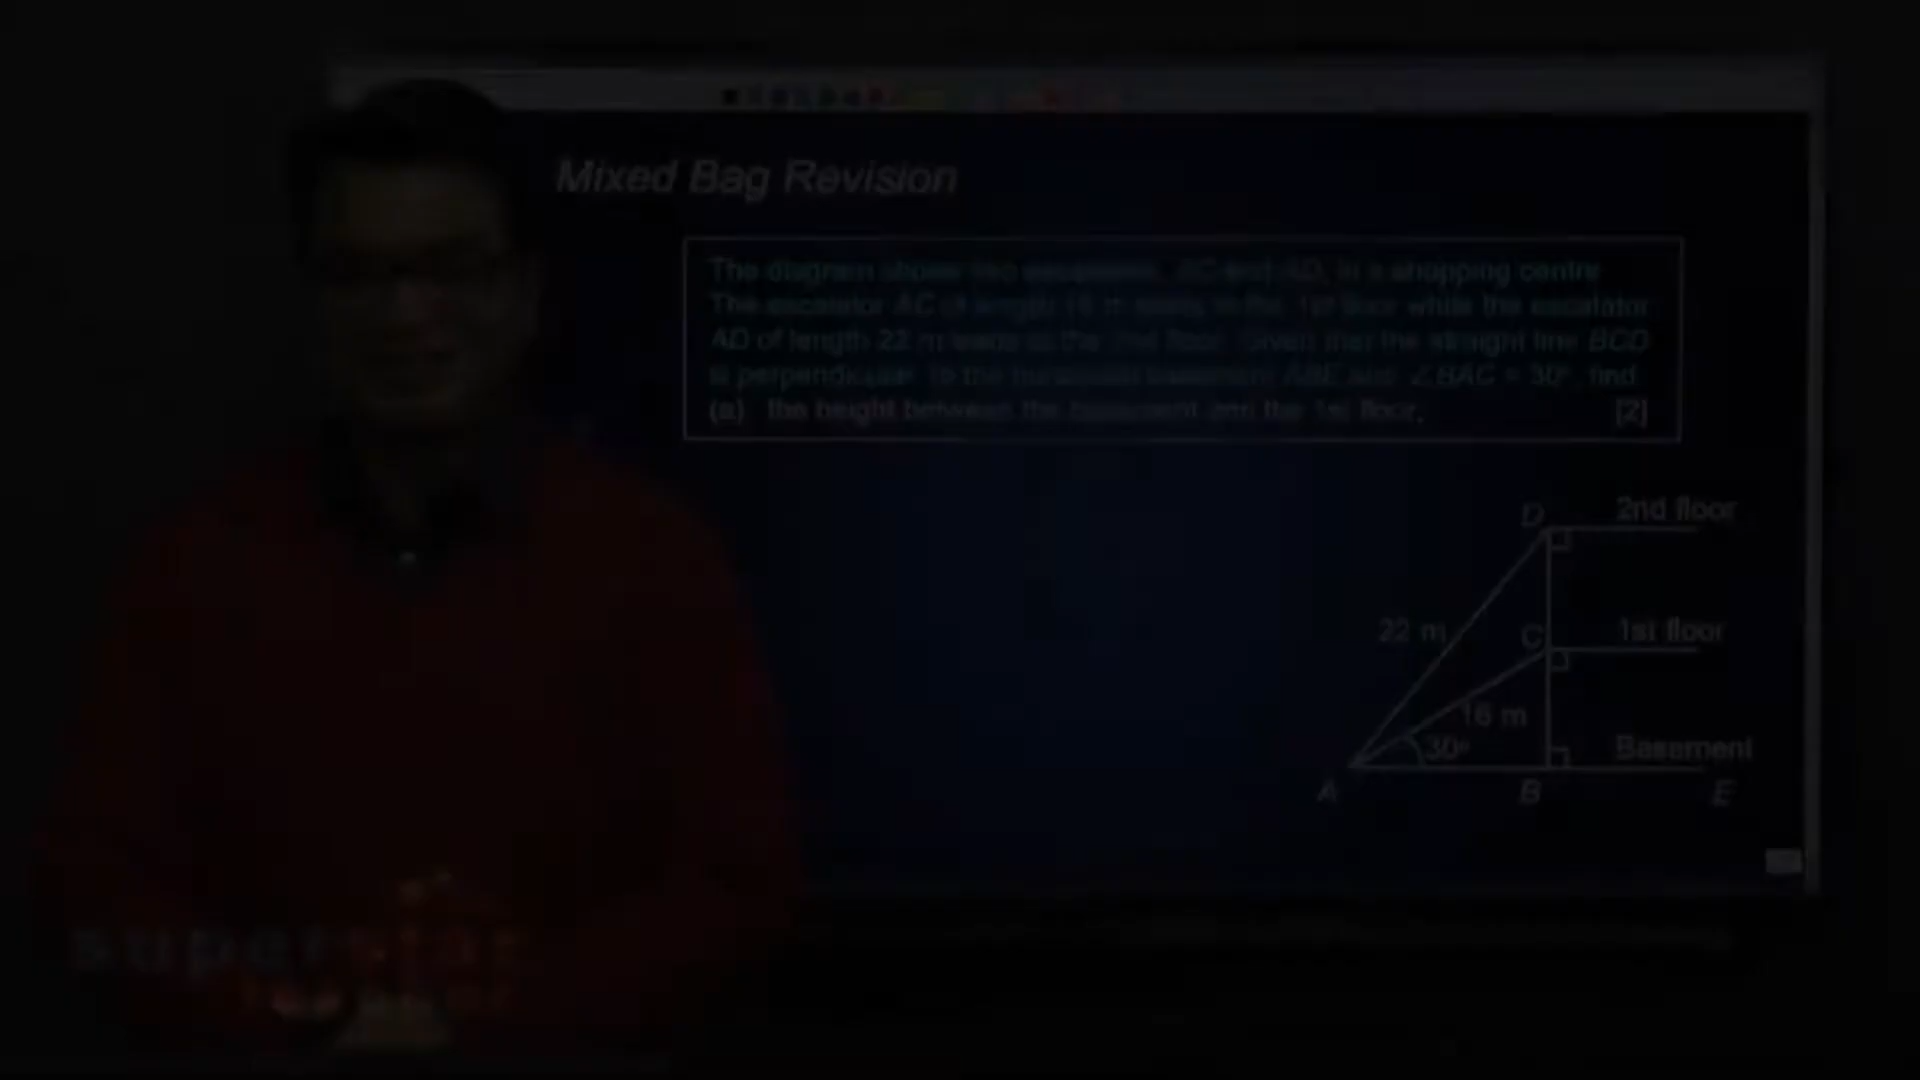 Mixed Bag Revision
The diagram shows two escalators, AC and AD, in a shopping centre.
The escalator AC of length 16 m leads to the 1st floor while the escalator
AD of length 22 m leads to the 2nd floor. Given that the straight line BCD
is perpendicular to the horizontal basement ABE and ∠BAC = 30°, find
(a) the height between the basement and the 1st floor. [2]
D 2nd floor
22 m C 1st floor
16 m
30° Basement
A B E
super